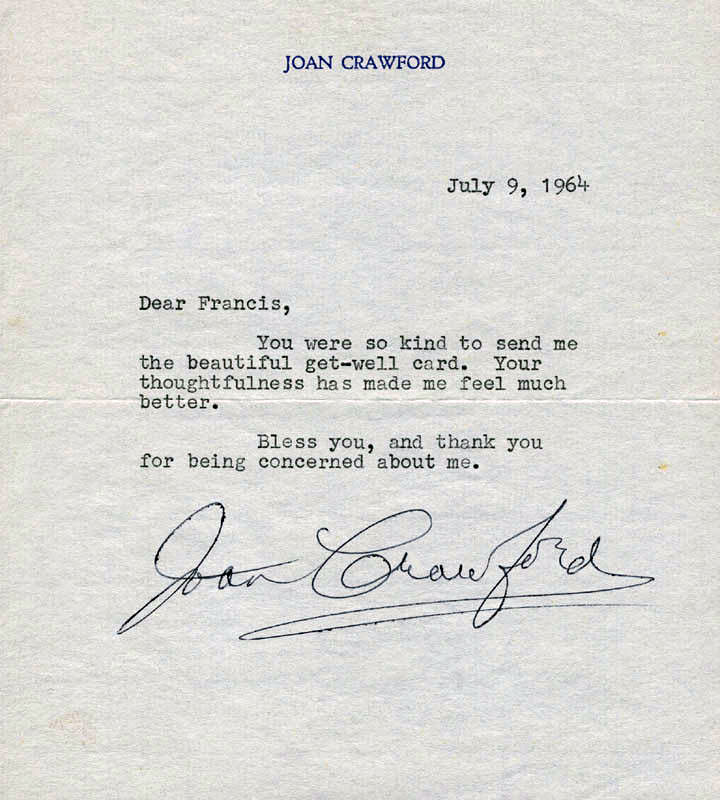 JOAN CRAWFORD
July 9, 1964
Dear Francis,
You were so kind to send me
the beautiful get-well card. Your
thoughtfulness has made me feel much
better.
Bless you, and thank you
for being concerned about me.
Joan Crawford